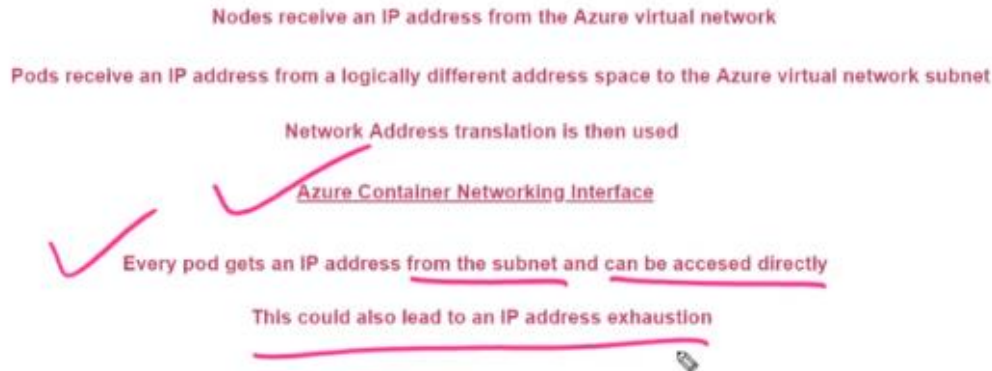 Nodes receive an IP address from the Azure virtual network
Pods receive an IP address from a logically different address space to the Azure virtual network subnet
Network Address translation is then used
Azure Container Networking Interface
Every pod gets an IP address from the subnet and can be accesed directly
This could also lead to an IP address exhaustion